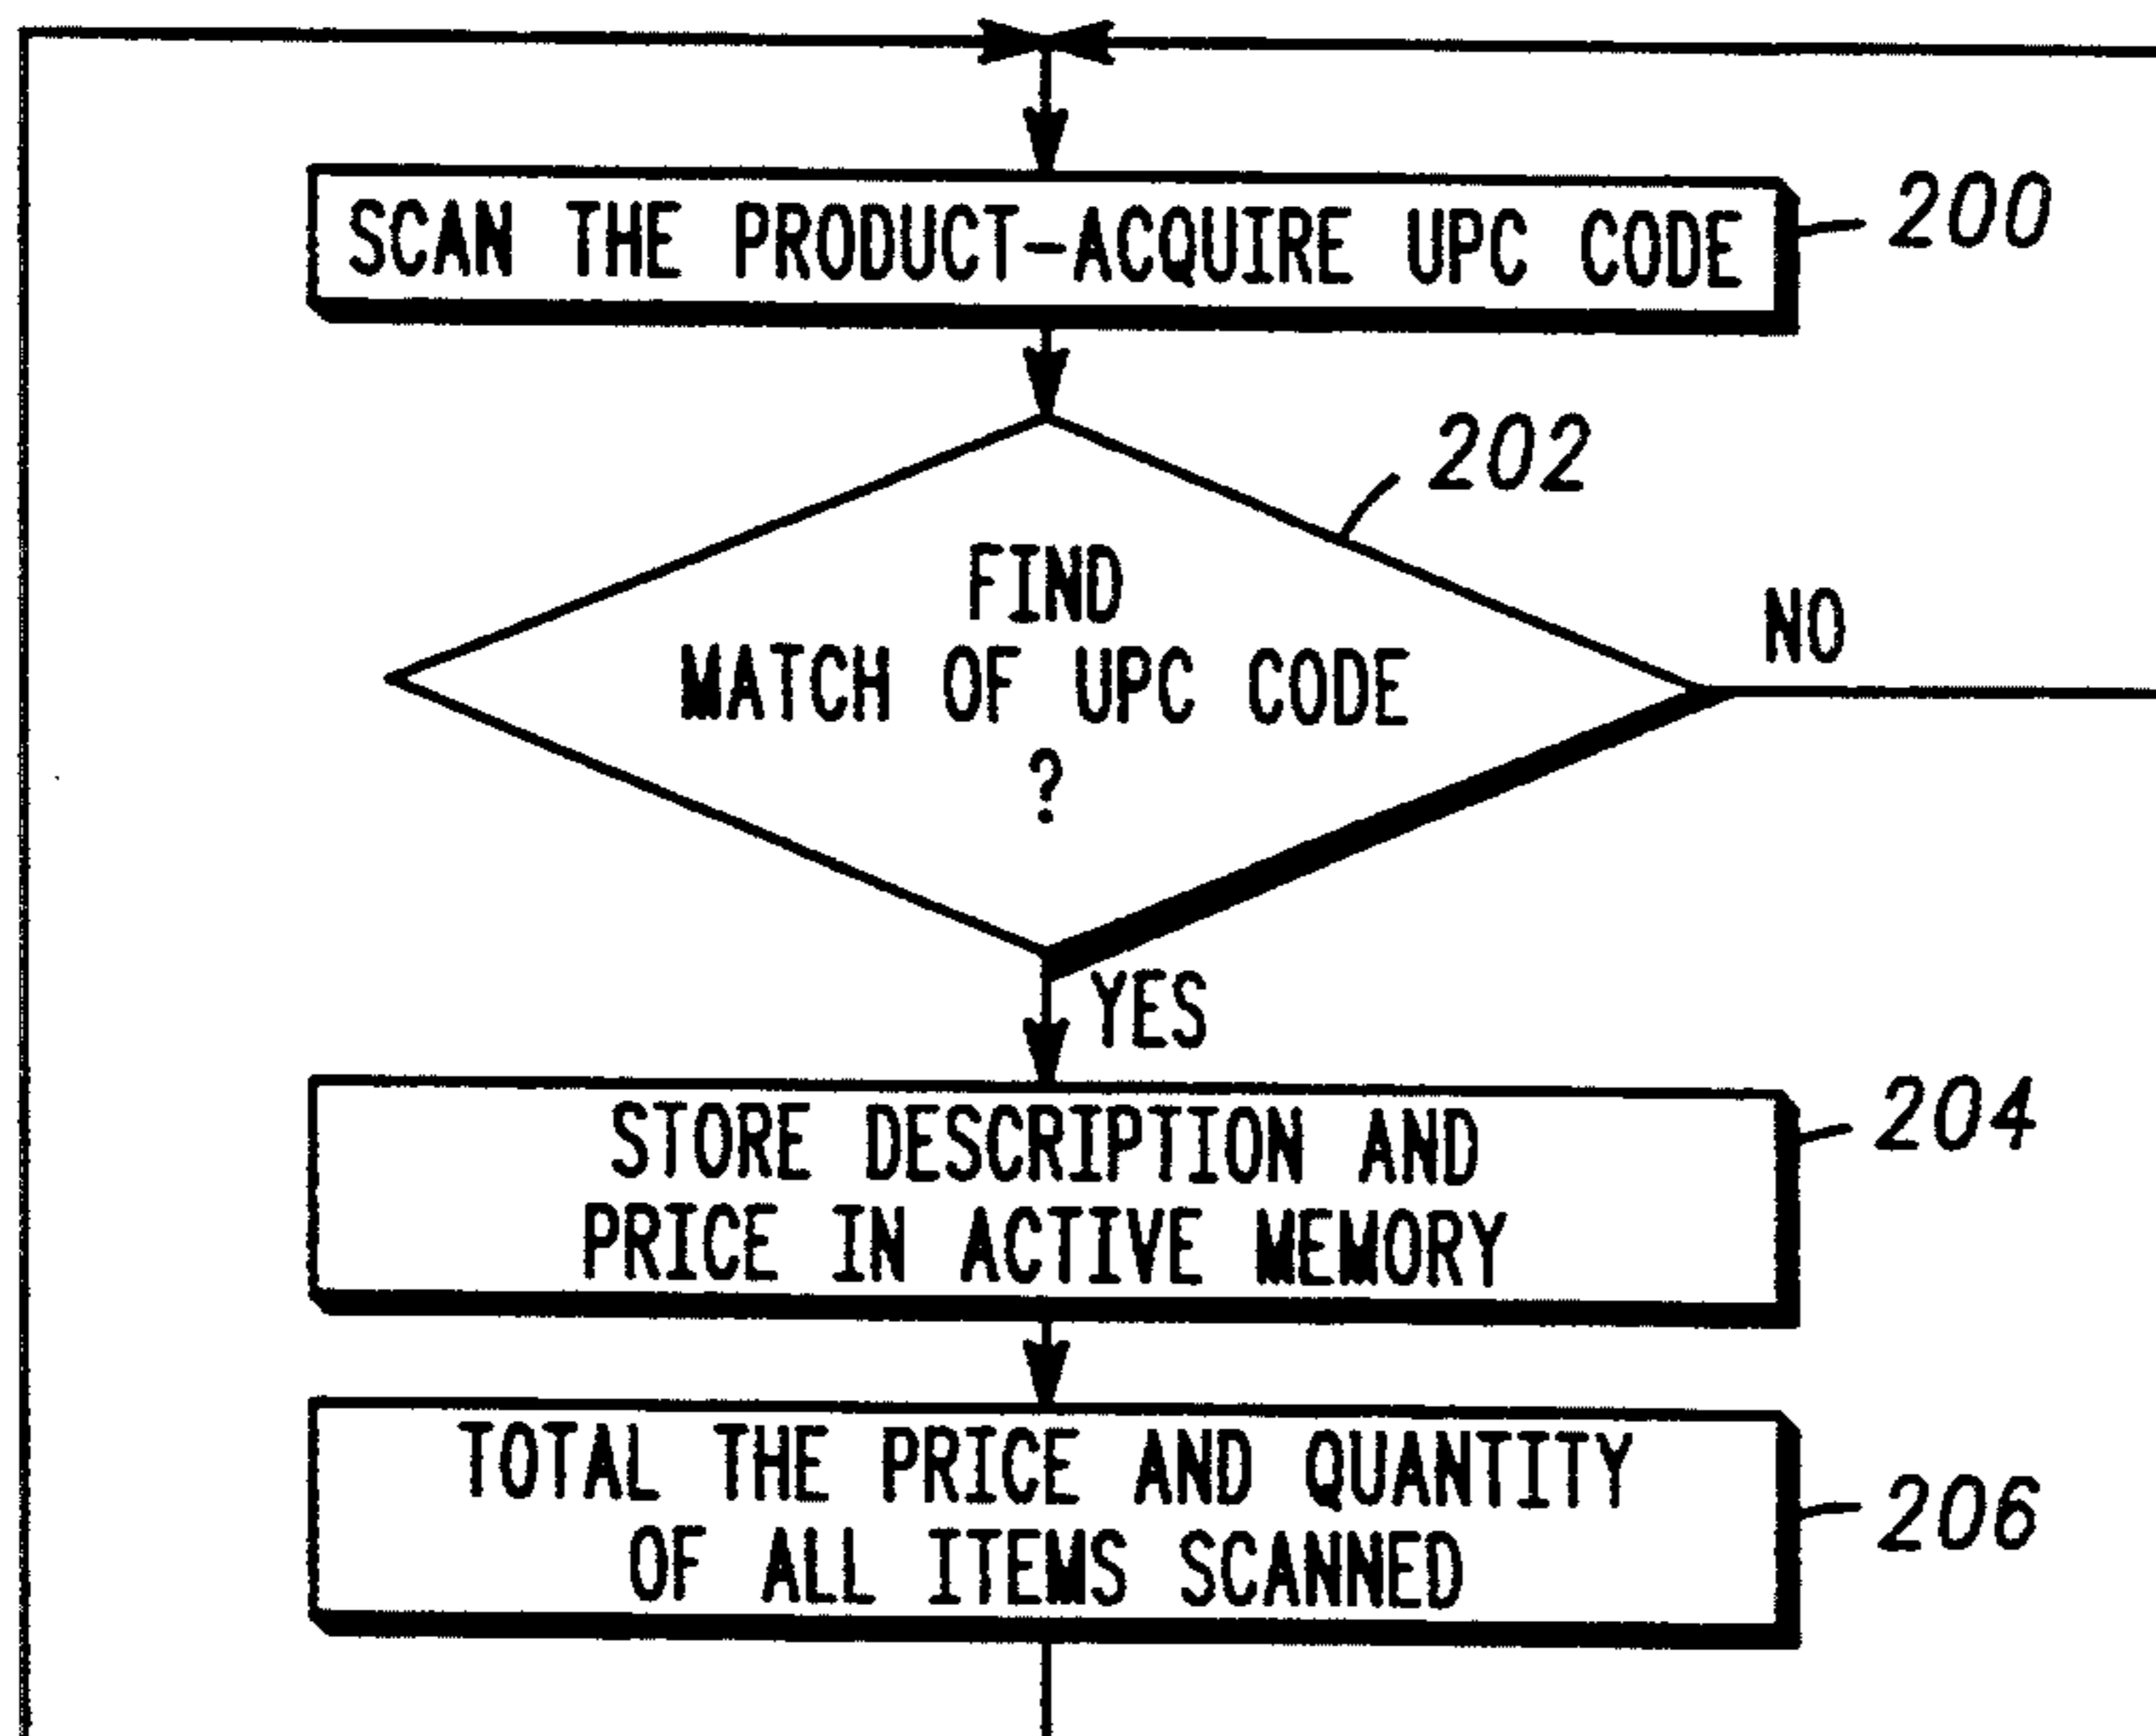 SCAN THE PRODUCT-ACQUIRE UPC CODE
200
202
FIND
MATCH OF UPC CODE
?
NO
YES
STORE DESCRIPTION AND
PRICE IN ACTIVE MEMORY
204
TOTAL THE PRICE AND QUANTITY
OF ALL ITEMS SCANNED
206